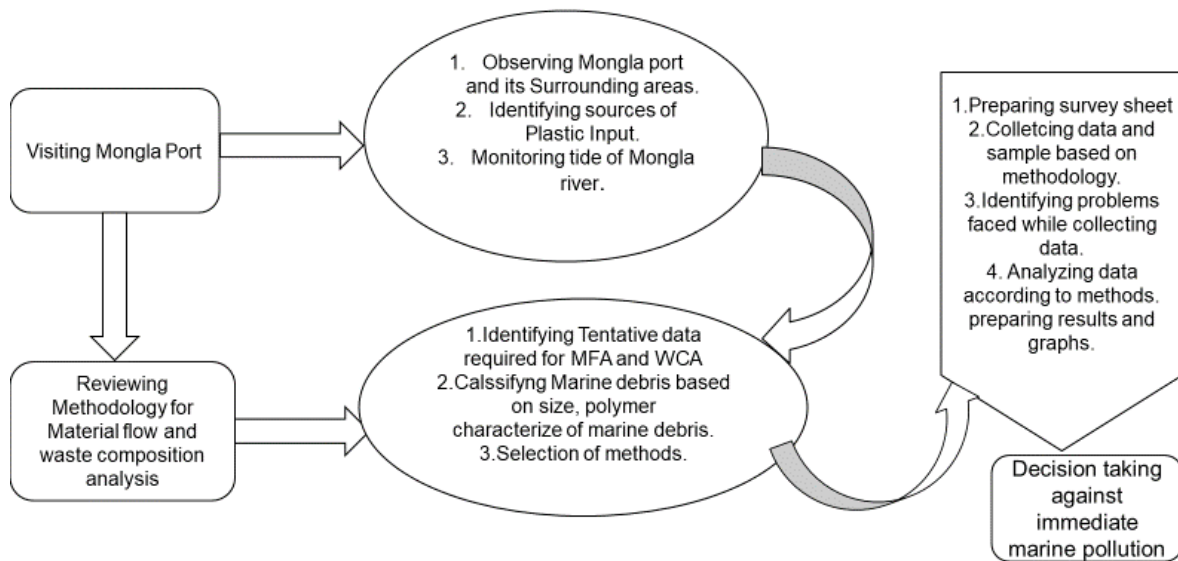 Visiting Mongla Port
1. Observing Mongla port
and its Surrounding areas.
2. Identifying sources of
Plastic Input.
3. Monitoring tide of Mongla
river.
Reviewing
Methodology for
Material flow and
waste composition
analysis
1.Identifying Tentative data
required for MFA and WCA
2.Calssifyng Marine debris based
on size, polymer
characterize of marine debris.
3.Selection of methods.
1.Preparing survey sheet
2.Colletcing data and
sample based on
methodology.
3.Identifying problems
faced while collecting
data.
4. Analyzing data
according to methods.
preparing results and
graphs.
Decision taking
against
immediate
marine pollution